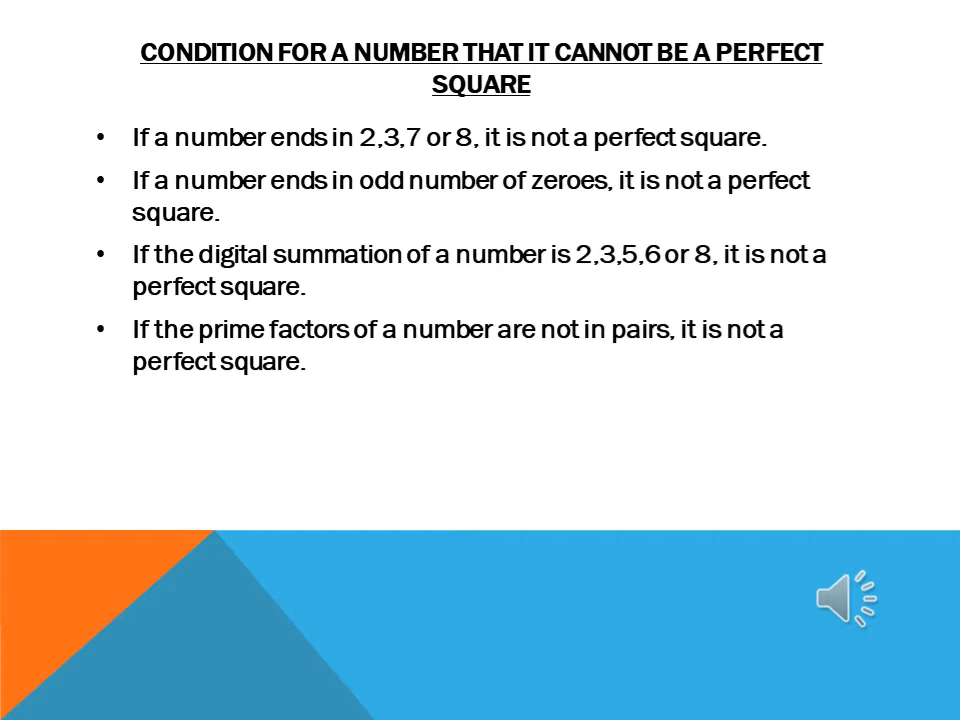 CONDITION FOR A NUMBER THAT IT CANNOT BE A PERFECT
SQUARE
• If a number ends in 2,3,7 or 8, it is not a perfect square.
• If a number ends in odd number of zeroes, it is not a perfect
square.
• If the digital summation of a number is 2,3,5,6 or 8, it is not a
perfect square.
• If the prime factors of a number are not in pairs, it is not a
perfect square.